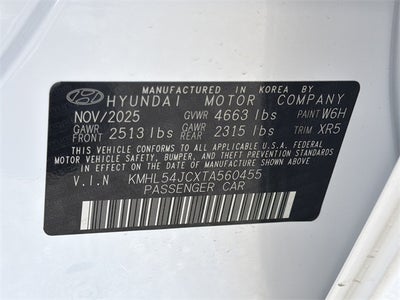 MANUFACTURED IN KOREA BY
HYUNDAI MOTOR COMPANY
NOV/2025 GVWR 4663 lbs PAINT W6H
GAWR FRONT 2513 lbs GAWR REAR 2315 lbs TRIM XR5
THIS VEHICLE CONFORMS TO ALL APPLICABLE U.S.A. FEDERAL
MOTOR VEHICLE SAFETY, BUMPER, AND THEFT PREVENTION STANDARDS
IN EFFECT ON THE DATE OF MANUFACTURE SHOWN ABOVE.
V.I.N KMHL54JCXTA560455
PASSENGER CAR